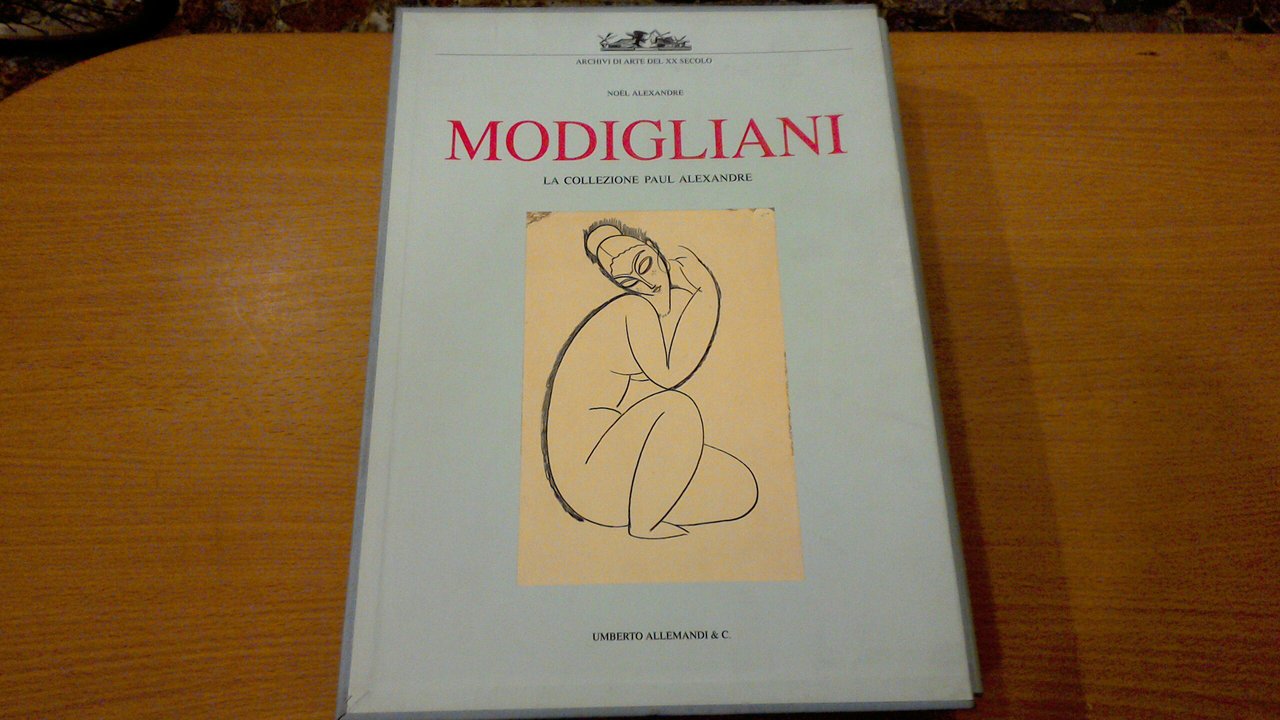 ARCHIVI DI ARTE DEL XX SECOLO
NOËL ALEXANDRE
MODIGLIANI
LA COLLEZIONE PAUL ALEXANDRE
UMBERTO ALLEMANDI & C.